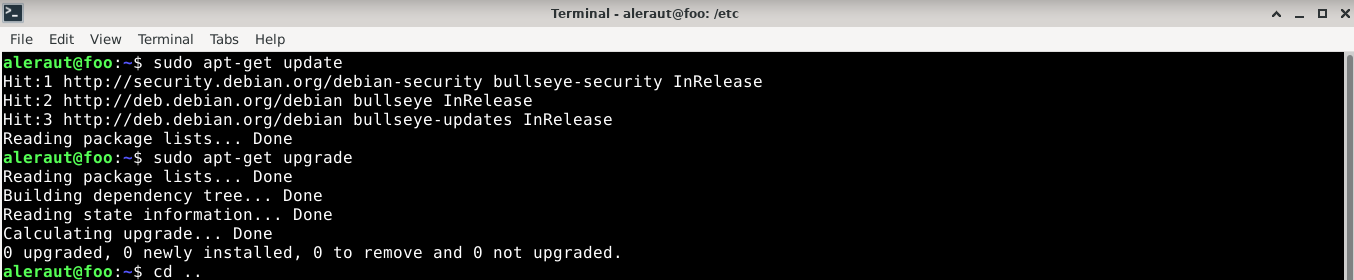 Terminal - aleraut@foo: /etc
File Edit View Terminal Tabs Help
aleraut@foo:~$ sudo apt-get update
Hit:1 http://security.debian.org/debian-security bullseye-security InRelease
Hit:2 http://deb.debian.org/debian bullseye InRelease
Hit:3 http://deb.debian.org/debian bullseye-updates InRelease
Reading package lists... Done
aleraut@foo:~$ sudo apt-get upgrade
Reading package lists... Done
Building dependency tree... Done
Reading state information... Done
Calculating upgrade... Done
0 upgraded, 0 newly installed, 0 to remove and 0 not upgraded.
aleraut@foo:~$ cd ..